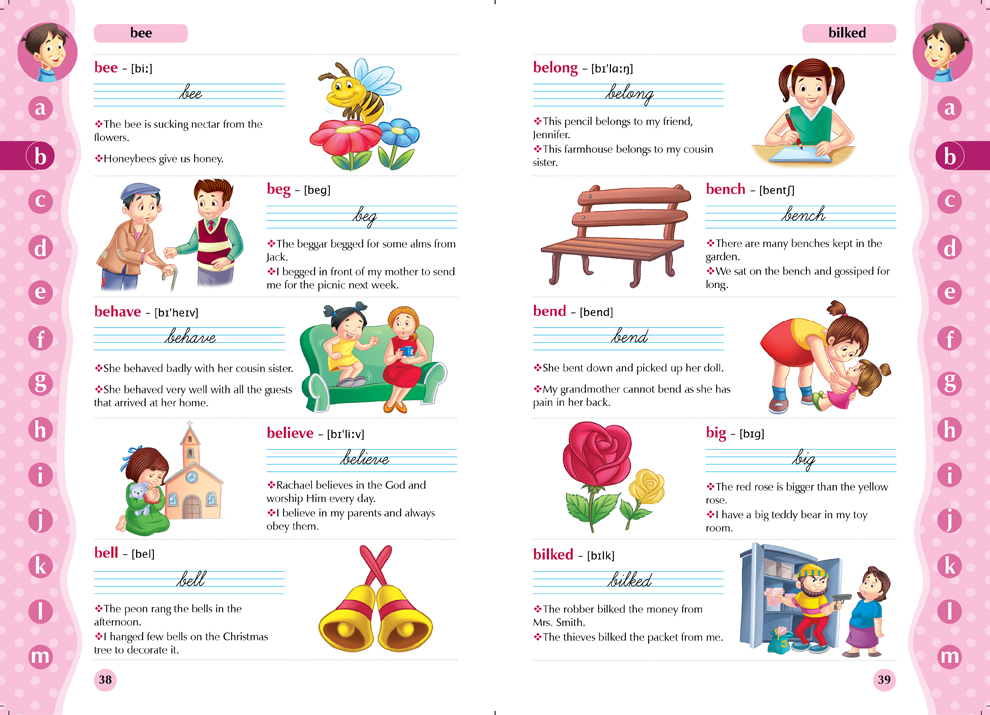 bee
bee – [biː]
bee
❖The bee is sucking nectar from the
flowers.
❖Honeybees give us honey.
beg – [beg]
beg
❖The beggar begged for some alms from
Jack.
❖I begged in front of my mother to send
me for the picnic next week.
behave – [bɪˈheɪv]
behave
❖She behaved badly with her cousin sister.
❖She behaved very well with all the guests
that arrived at her home.
believe – [bɪˈliːv]
believe
❖Rachael believes in the God and
worship Him every day.
❖I believe in my parents and always
obey them.
bell – [bel]
bell
❖The peon rang the bells in the
afternoon.
❖I hanged few bells on the Christmas
tree to decorate it.
38
a
b
c
d
e
f
g
h
i
j
k
l
m
bilked
belong – [bɪˈlɑːŋ]
belong
❖This pencil belongs to my friend,
Jennifer.
❖This farmhouse belongs to my cousin
sister.
bench – [bentʃ]
bench
❖There are many benches kept in the
garden.
❖We sat on the bench and gossiped for
long.
bend – [bend]
bend
❖She bent down and picked up her doll.
❖My grandmother cannot bend as she has
pain in her back.
big – [bɪg]
big
❖The red rose is bigger than the yellow
rose.
❖I have a big teddy bear in my toy
room.
bilked – [bɪlk]
bilked
❖The robber bilked the money from
Mrs. Smith.
❖The thieves bilked the packet from me.
39
a
b
c
d
e
f
g
h
i
j
k
l
m